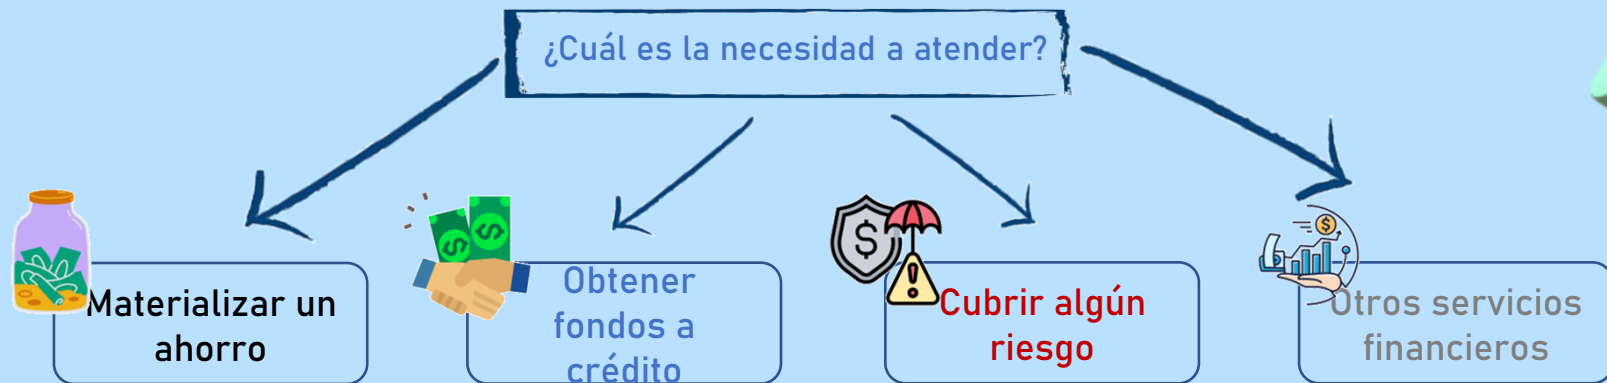 ¿Cuál es la necesidad a atender?
Materializar un
ahorro
Obtener
fondos a
crédito
Cubrir algún
riesgo
Otros servicios
financieros